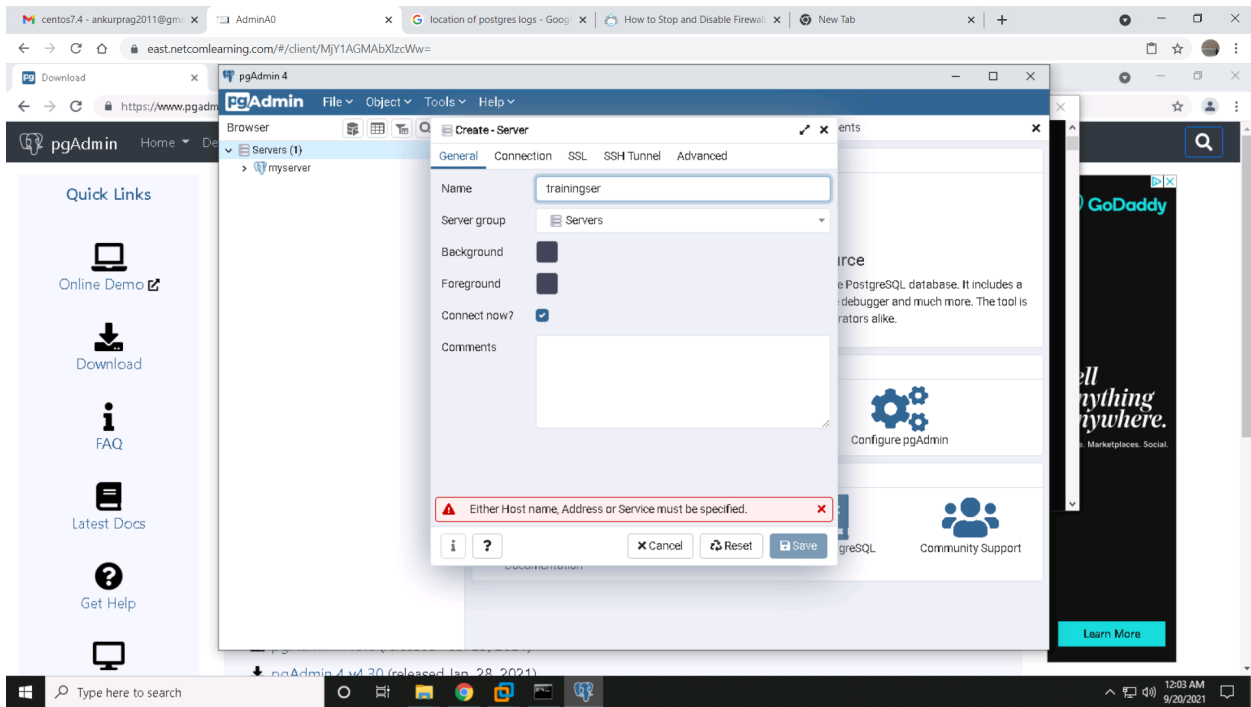 centos7.4 - ankurprag2011@gm
AdminA0
location of postgres logs - Goog
How to Stop and Disable Firewall
New Tab
east.netcomlearning.com/#/client/MjY1AGMAbXlzcWw=
Download
https://www.pgadm
pgAdmin 4
pgAdmin
File
Object
Tools
Help
pgAdmin
Home
De
Browser
Servers (1)
myserver
Create - Server
ents
General
Connection
SSL
SSH Tunnel
Advanced
Name
trainingser
Server group
Servers
Background
Foreground
Connect now?
Comments
Either Host name, Address or Service must be specified.
i
?
Cancel
Reset
Save
Quick Links
Online Demo
Download
FAQ
Latest Docs
Get Help
irce
e PostgreSQL database. It includes a
debugger and much more. The tool is
rators alike.
Configure pgAdmin
greSQL
Community Support
Documentation
GoDaddy
ell
nything
nywhere.
e. Marketplaces. Social.
Learn More
pgAdmin 4 v4.30 (released Jan. 28, 2021)
Type here to search
12:03 AM
9/20/2021